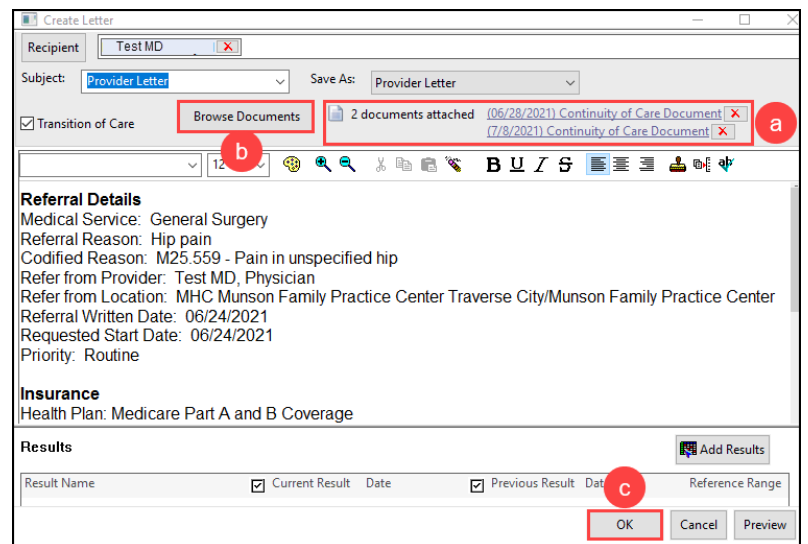 Create Letter
Recipient Test MD
Subject: Provider Letter Save As: Provider Letter
Transition of Care Browse Documents 2 documents attached (06/28/2021) Continuity of Care Document
(7/8/2021) Continuity of Care Document
a
b
12
B U I S
Referral Details
Medical Service: General Surgery
Referral Reason: Hip pain
Codified Reason: M25.559 - Pain in unspecified hip
Refer from Provider: Test MD, Physician
Refer from Location: MHC Munson Family Practice Center Traverse City/Munson Family Practice Center
Referral Written Date: 06/24/2021
Requested Start Date: 06/24/2021
Priority: Routine
Insurance
Health Plan: Medicare Part A and B Coverage
Results Add Results
Result Name Current Result Date Previous Result Dat Reference Range
c
OK Cancel Preview